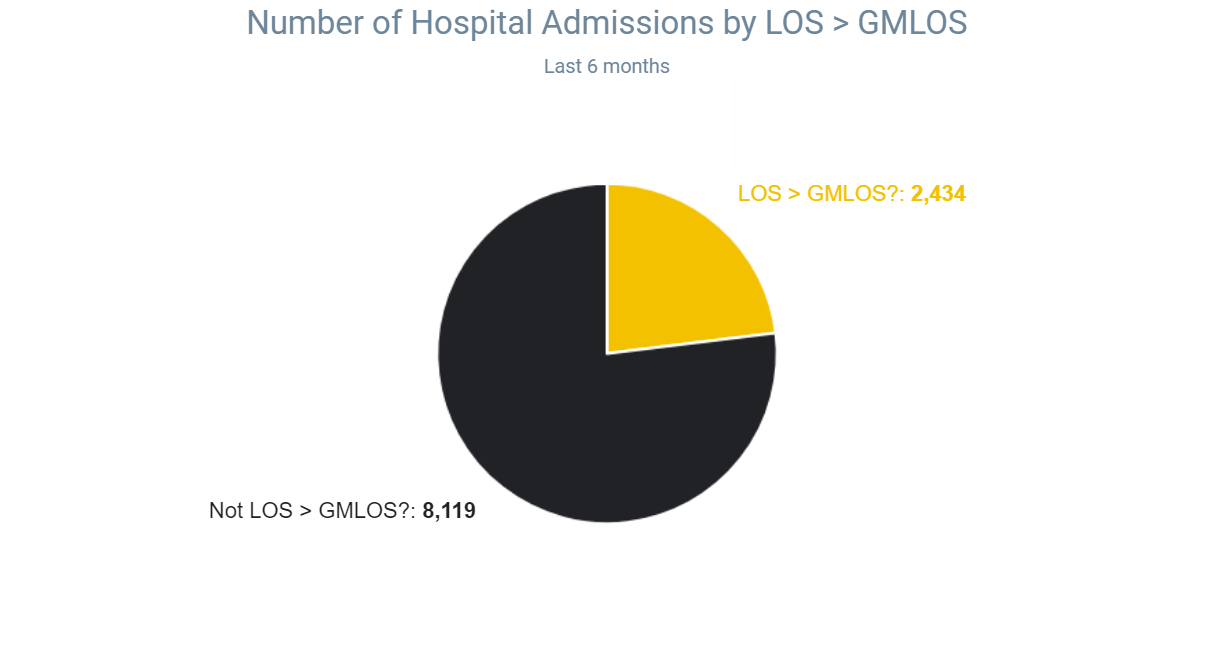 Number of Hospital Admissions by LOS > GMLOS
Last 6 months
LOS > GMLOS?: 2,434
Not LOS > GMLOS?: 8,119